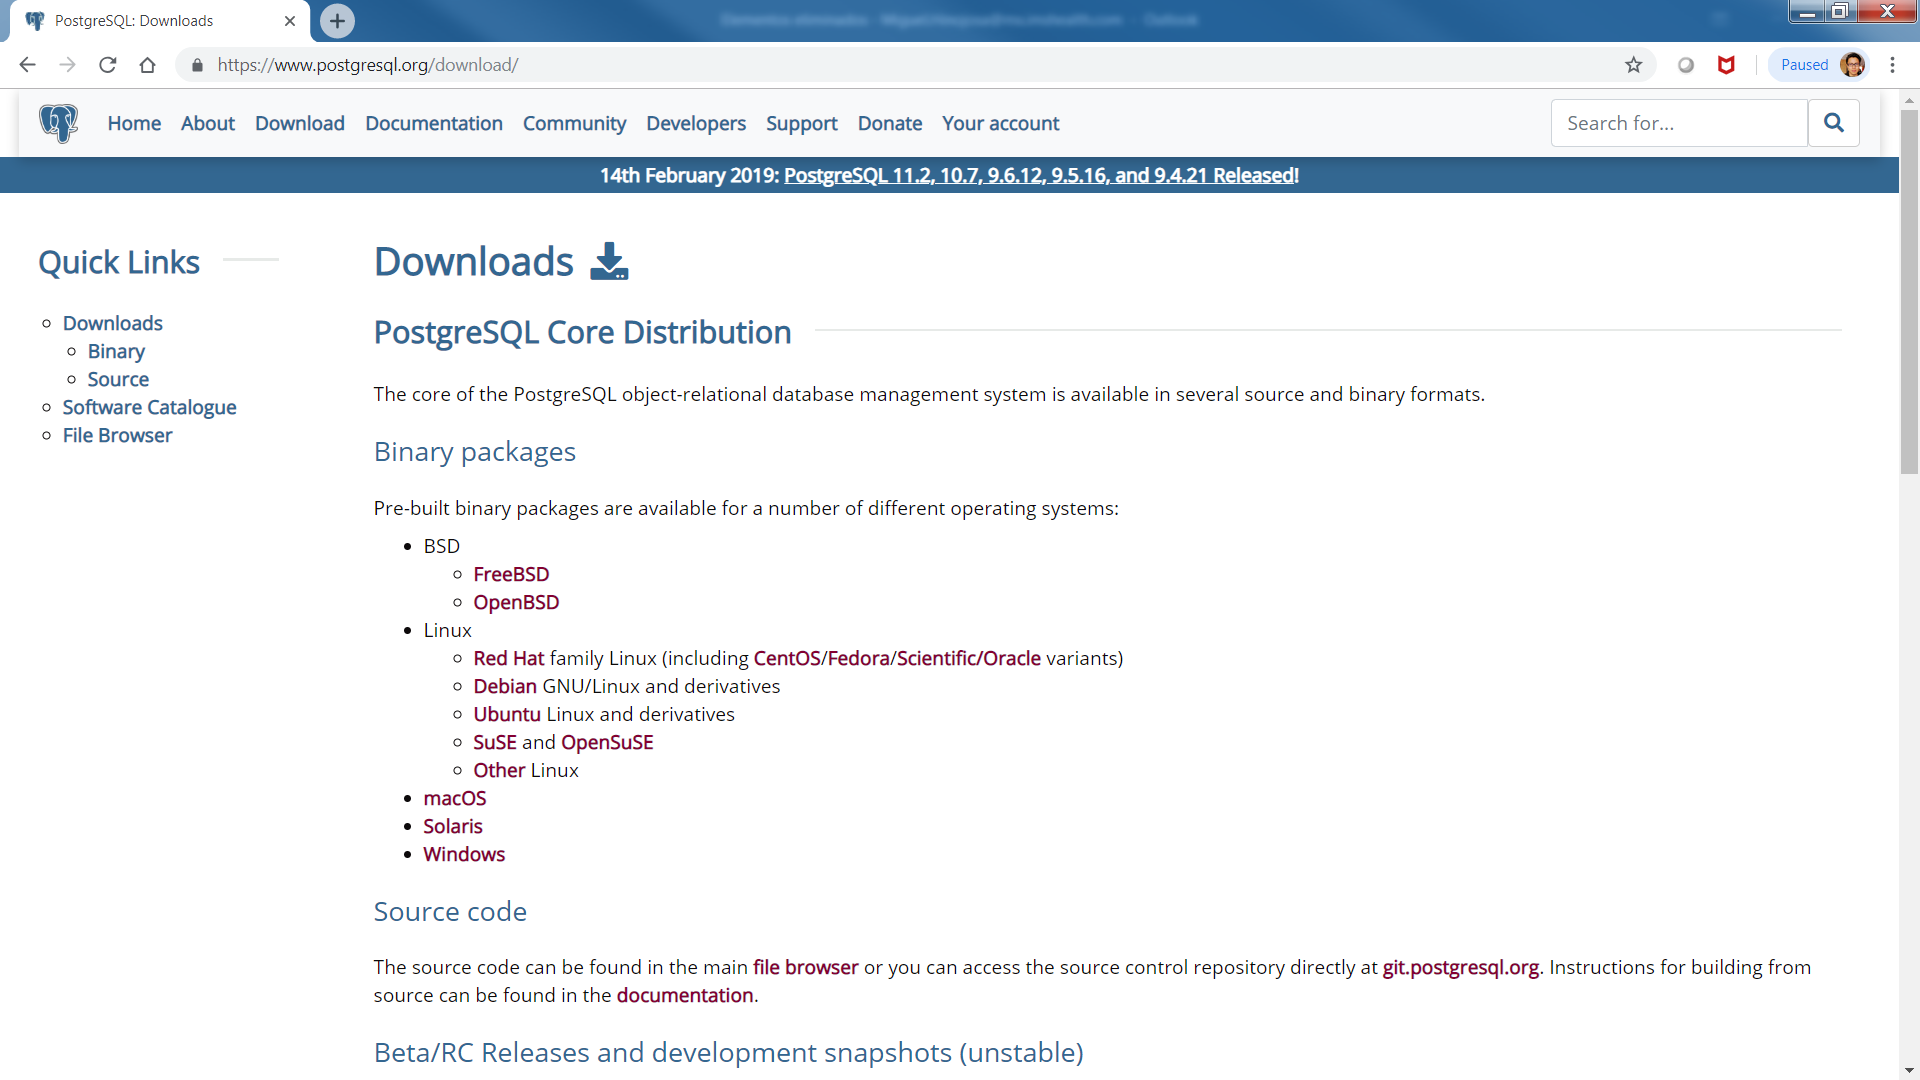 PostgreSQL: Downloads
https://www.postgresql.org/download/
Paused
Home About Download Documentation Community Developers Support Donate Your account
Search for...
14th February 2019: PostgreSQL 11.2, 10.7, 9.6.12, 9.5.16, and 9.4.21 Released!
Quick Links
Downloads
Binary
Source
Software Catalogue
File Browser
Downloads
PostgreSQL Core Distribution
The core of the PostgreSQL object-relational database management system is available in several source and binary formats.
Binary packages
Pre-built binary packages are available for a number of different operating systems:
BSD
FreeBSD
OpenBSD
Linux
Red Hat family Linux (including CentOS/Fedora/Scientific/Oracle variants)
Debian GNU/Linux and derivatives
Ubuntu Linux and derivatives
SuSE and OpenSuSE
Other Linux
macOS
Solaris
Windows
Source code
The source code can be found in the main file browser or you can access the source control repository directly at git.postgresql.org. Instructions for building from
source can be found in the documentation.
Beta/RC Releases and development snapshots (unstable)